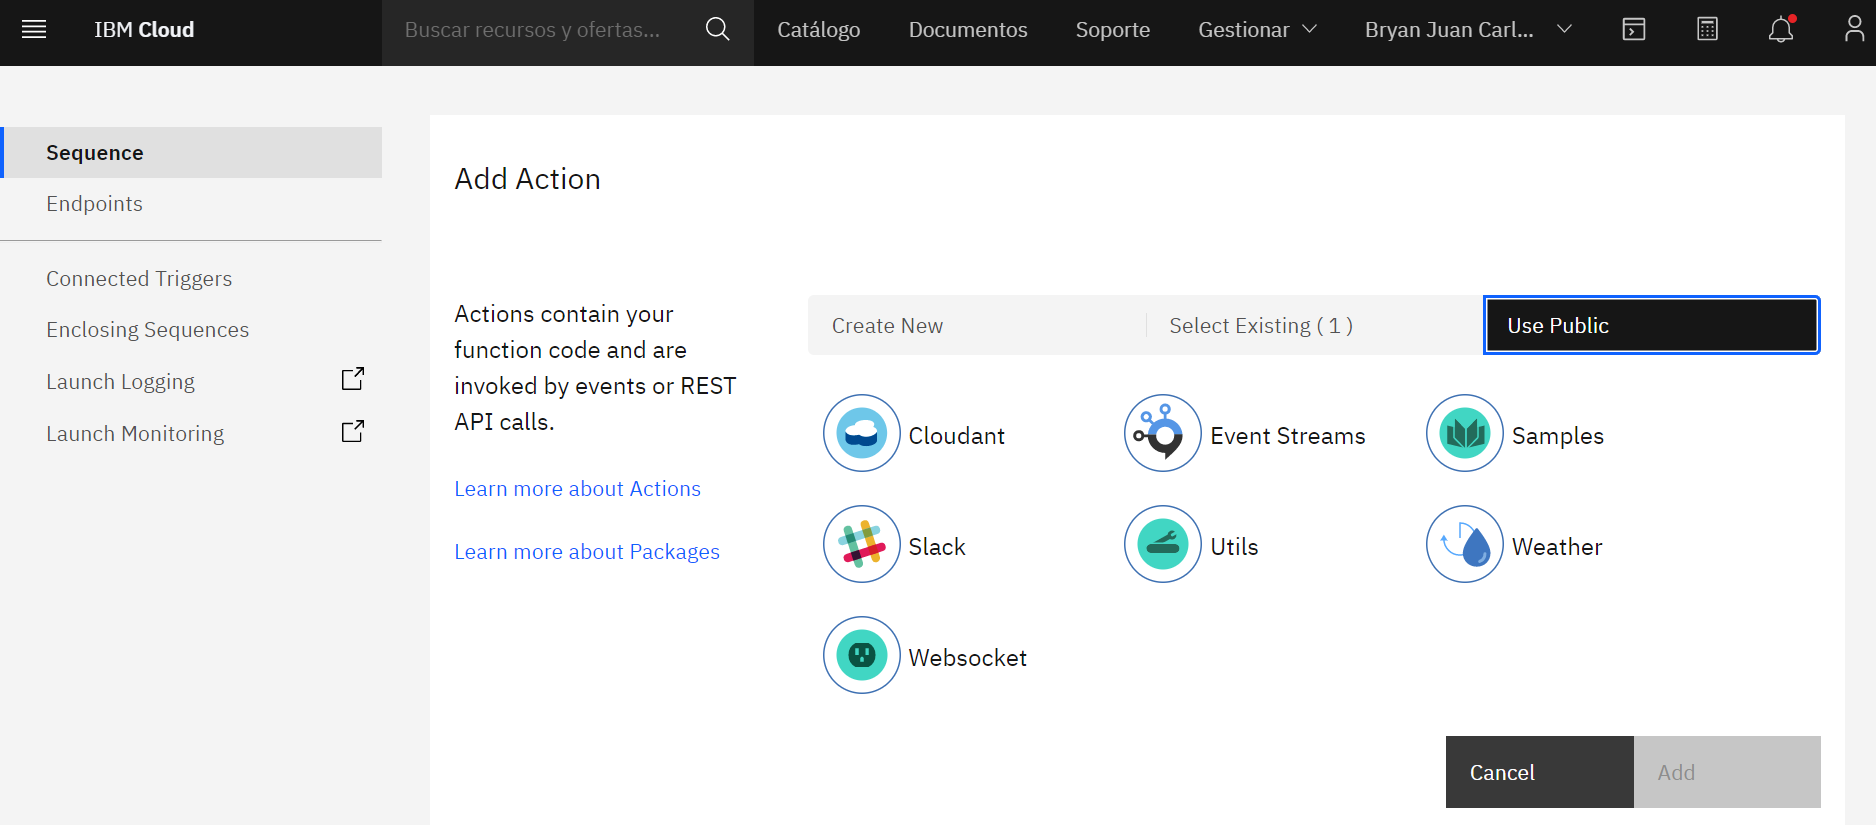 IBM Cloud
Buscar recursos y ofertas...
Catálogo
Documentos
Soporte
Gestionar
Bryan Juan Carl...
Sequence
Endpoints
Connected Triggers
Enclosing Sequences
Launch Logging
Launch Monitoring
Add Action
Actions contain your
function code and are
invoked by events or REST
API calls.
Learn more about Actions
Learn more about Packages
Create New
Select Existing ( 1 )
Use Public
Cloudant
Event Streams
Samples
Slack
Utils
Weather
Websocket
Cancel
Add